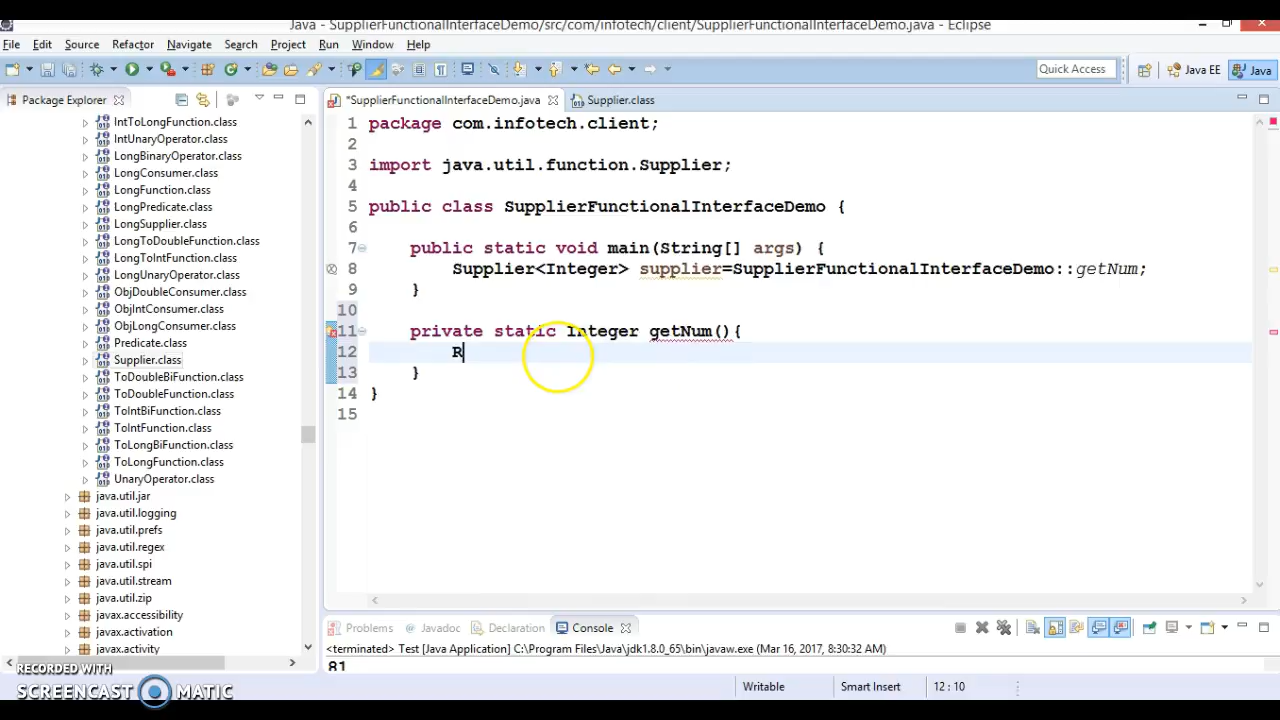 Java - SupplierFunctionalInterfaceDemo/src/com/infotech/client/SupplierFunctionalInterfaceDemo.java - Eclipse
File Edit Source Refactor Navigate Search Project Run Window Help
Quick Access Java EE Java
Package Explorer
IntToLongFunction.class
IntUnaryOperator.class
LongBinaryOperator.class
LongConsumer.class
LongFunction.class
LongPredicate.class
LongSupplier.class
LongToDoubleFunction.class
LongToIntFunction.class
LongUnaryOperator.class
ObjDoubleConsumer.class
ObjIntConsumer.class
ObjLongConsumer.class
Predicate.class
Supplier.class
ToDoubleBiFunction.class
ToDoubleFunction.class
ToIntBiFunction.class
ToIntFunction.class
ToLongBiFunction.class
ToLongFunction.class
UnaryOperator.class
java.util.jar
java.util.logging
java.util.prefs
java.util.regex
java.util.spi
java.util.stream
java.util.zip
javax.accessibility
javax.activation
javax.activity
*SupplierFunctionalInterfaceDemo.java Supplier.class
1 package com.infotech.client;
2
3 import java.util.function.Supplier;
4
5 public class SupplierFunctionalInterfaceDemo {
6
7 public static void main(String[] args) {
8 Supplier<Integer> supplier=SupplierFunctionalInterfaceDemo::getNum;
9 }
10
11 private static Integer getNum(){
12 R
13 }
14 }
15
Problems Javadoc Declaration Console
<terminated> Test [Java Application] C:\Program Files\Java\jdk1.8.0_65\bin\javaw.exe (Mar 16, 2017, 8:30:32 AM)
81
Writable Smart Insert 12 : 10
RECORDED WITH
SCREENCAST MATIC